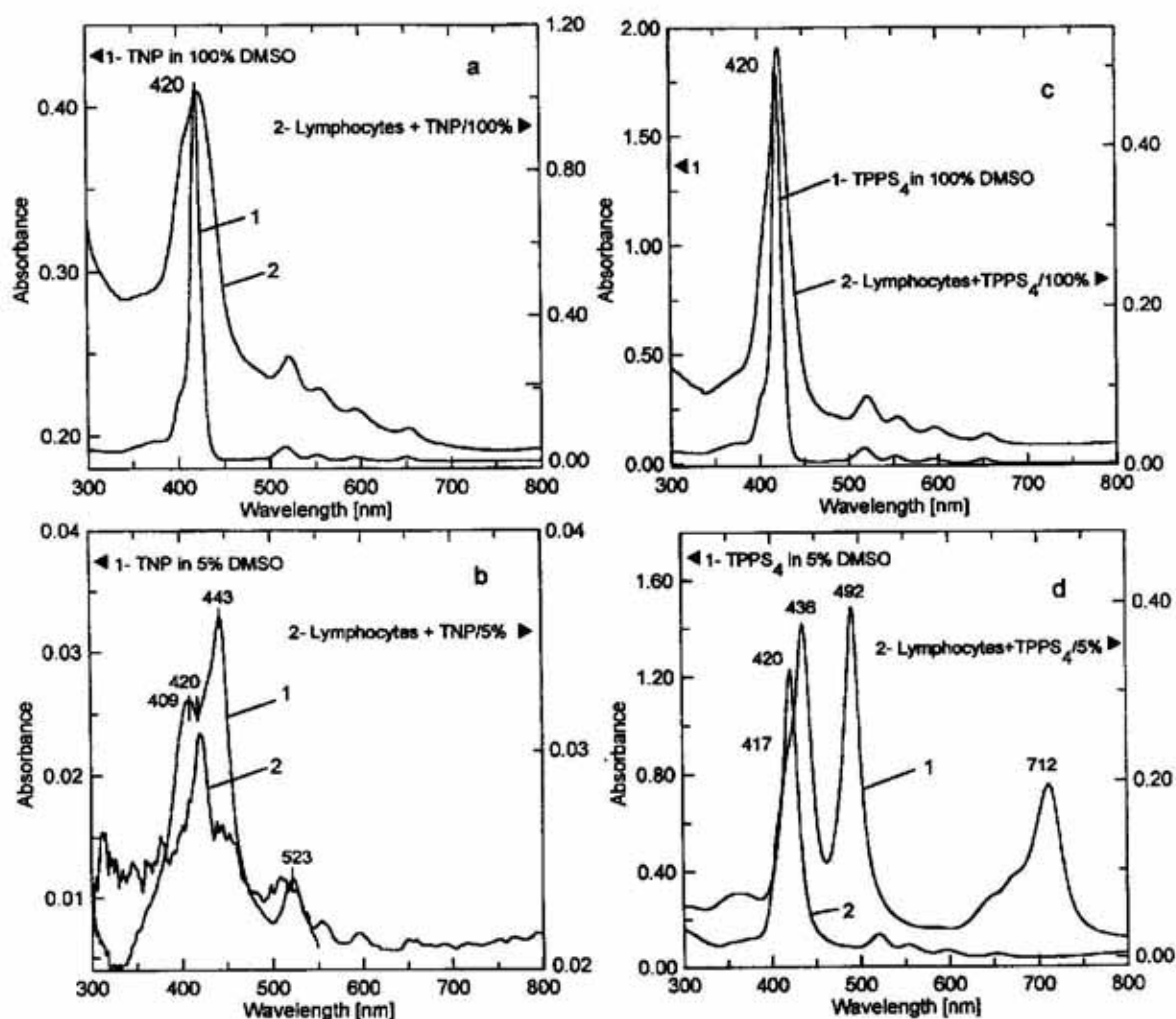 1- TNP in 100% DMSO
a
420
2- Lymphocytes + TNP/100%
1
2
0.40
0.30
0.20
1.20
0.80
0.40
0.00
Absorbance
300 400 500 600 700 800
Wavelength [nm]
c
420
1
1- TPPS4 in 100% DMSO
2- Lymphocytes+TPPS4/100%
2.00
1.50
1.00
0.50
0.00
0.40
0.20
0.00
Absorbance
300 400 500 600 700 800
Wavelength [nm]
1- TNP in 5% DMSO
b
443
2- Lymphocytes + TNP/5%
420
409
1
2
523
0.04
0.03
0.02
0.01
0.04
0.03
0.02
Absorbance
300 400 500 600 700 800
Wavelength [nm]
1- TPPS4 in 5% DMSO
d
436 492
2- Lymphocytes+TPPS4/5%
420
417
1
712
2
1.60
1.20
0.80
0.40
0.00
0.40
0.20
0.00
Absorbance
300 400 500 600 700 800
Wavelength [nm]